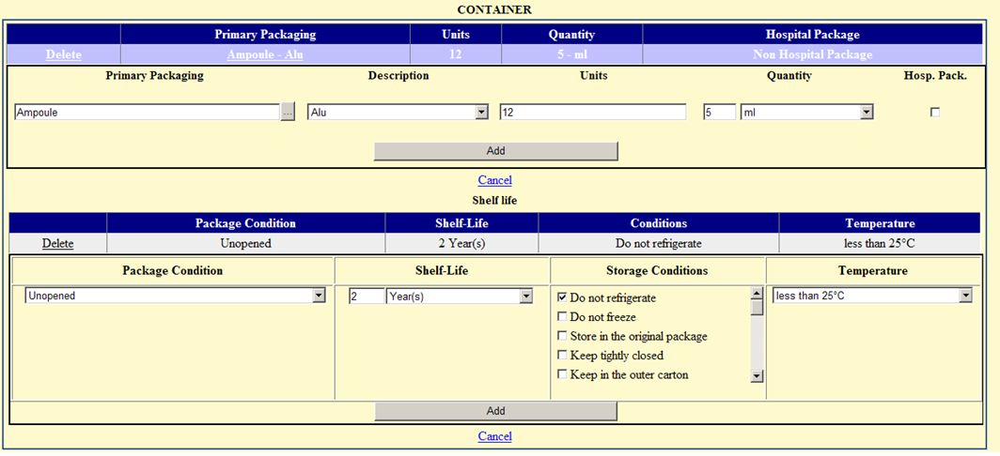 CONTAINER
Primary Packaging Units Quantity Hospital Package
Delete Ampoule - Alu 12 5 - ml Non Hospital Package
Primary Packaging Description Units Quantity Hosp. Pack.
Ampoule ... Alu 12 5 ml
Add
Cancel
Shelf life
Package Condition Shelf-Life Conditions Temperature
Delete Unopened 2 Year(s) Do not refrigerate less than 25°C
Package Condition Shelf-Life Storage Conditions Temperature
Unopened 2 Year(s) Do not refrigerate less than 25°C
Do not freeze
Store in the original package
Keep tightly closed
Keep in the outer carton
Add
Cancel